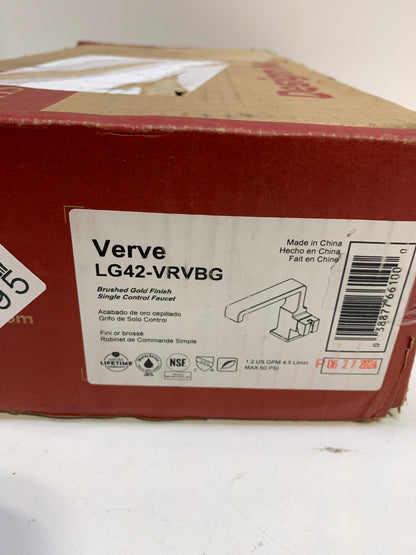 Verve
LG42-VRVBG
Brushed Gold Finish
Single Control Faucet
Acabado de oro cepillado
Grifo de Solo Control
Fini or brossé
Robinet de Commande Simple
Made in China
Hecho en China
Fait en Chine
LIFETIME
NSF
1.2 US GPM-4.5 L/min
MAX 60 PSI
06 27 2024
95